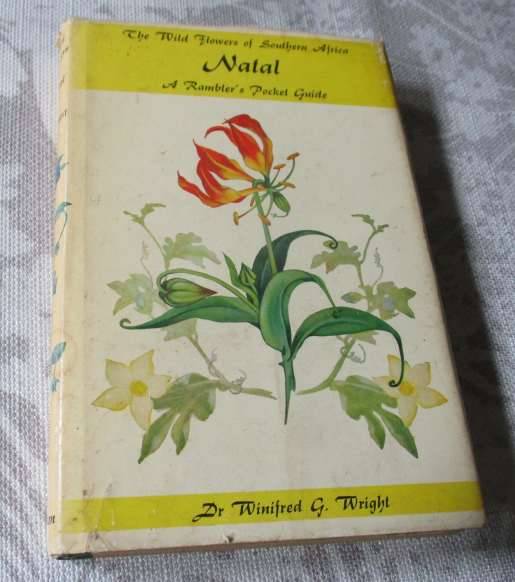 The Wild Flowers of Southern Africa
Natal
A Rambler's Pocket Guide
Dr Winifred G. Wright